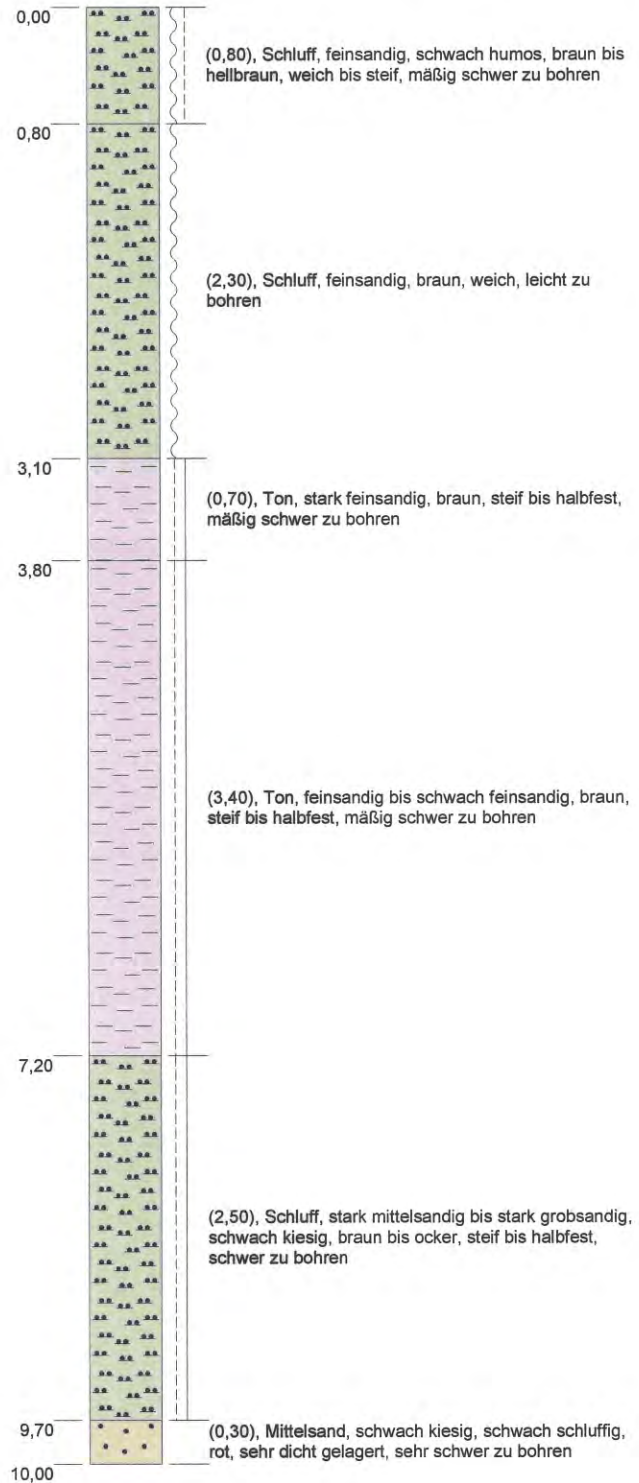 0,00
(0,80), Schluff, feinsandig, schwach humos, braun bis
hellbraun, weich bis steif, mäßig schwer zu bohren
0,80
(2,30), Schluff, feinsandig, braun, weich, leicht zu
bohren
3,10
(0,70), Ton, stark feinsandig, braun, steif bis halbfest,
mäßig schwer zu bohren
3,80
(3,40), Ton, feinsandig bis schwach feinsandig, braun,
steif bis halbfest, mäßig schwer zu bohren
7,20
(2,50), Schluff, stark mittelsandig bis stark grobsandig,
schwach kiesig, braun bis ocker, steif bis halbfest,
schwer zu bohren
9,70
(0,30), Mittelsand, schwach kiesig, schwach schluffig,
rot, sehr dicht gelagert, sehr schwer zu bohren
10,00